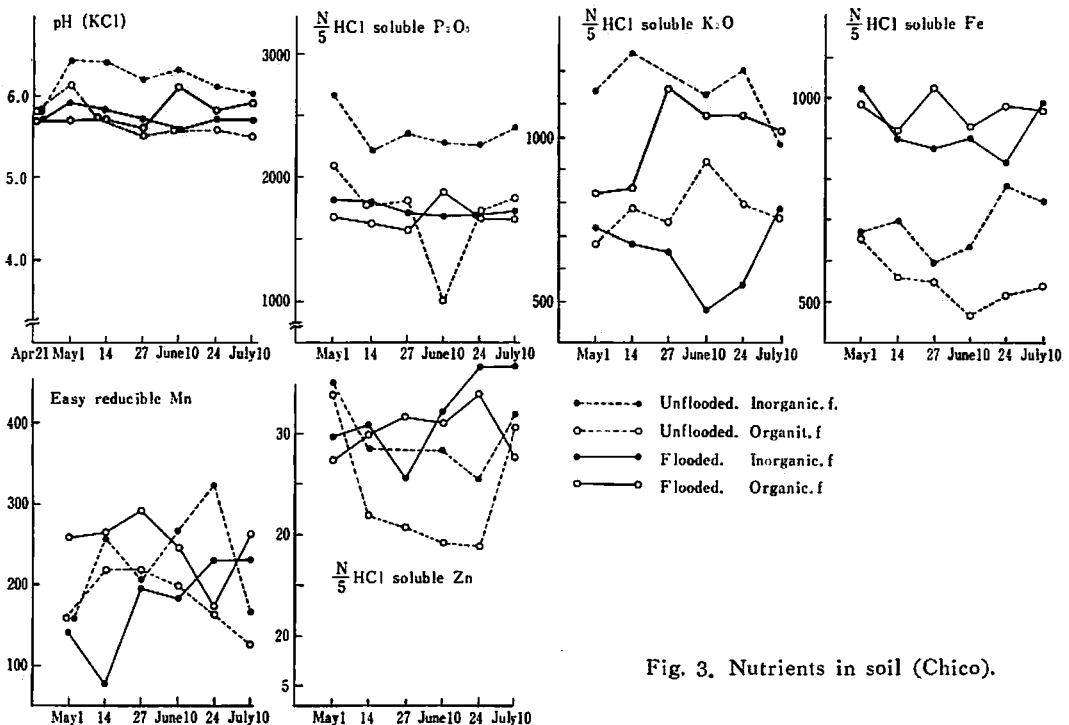 pH (KCl)
6.0
5.0
4.0
Apr21 May1 14 27 June10 24 July10
N/5 HCl soluble P₂O₅
3000
2000
1000
May1 14 27 June10 24 July10
N/5 HCl soluble K₂O
1000
500
May1 14 27 June10 24 July10
N/5 HCl soluble Fe
1000
500
May1 14 27 June10 24 July10
Easy reducible Mn
400
300
200
100
May1 14 27 June10 24 July10
30
20
N/5 HCl soluble Zn
20
5
May1 14 27 June10 24 July10
Unflooded. Inorganic. f.
Unflooded. Organit. f
Flooded. Inorganic. f
Flooded. Organic. f
Fig. 3. Nutrients in soil (Chico).